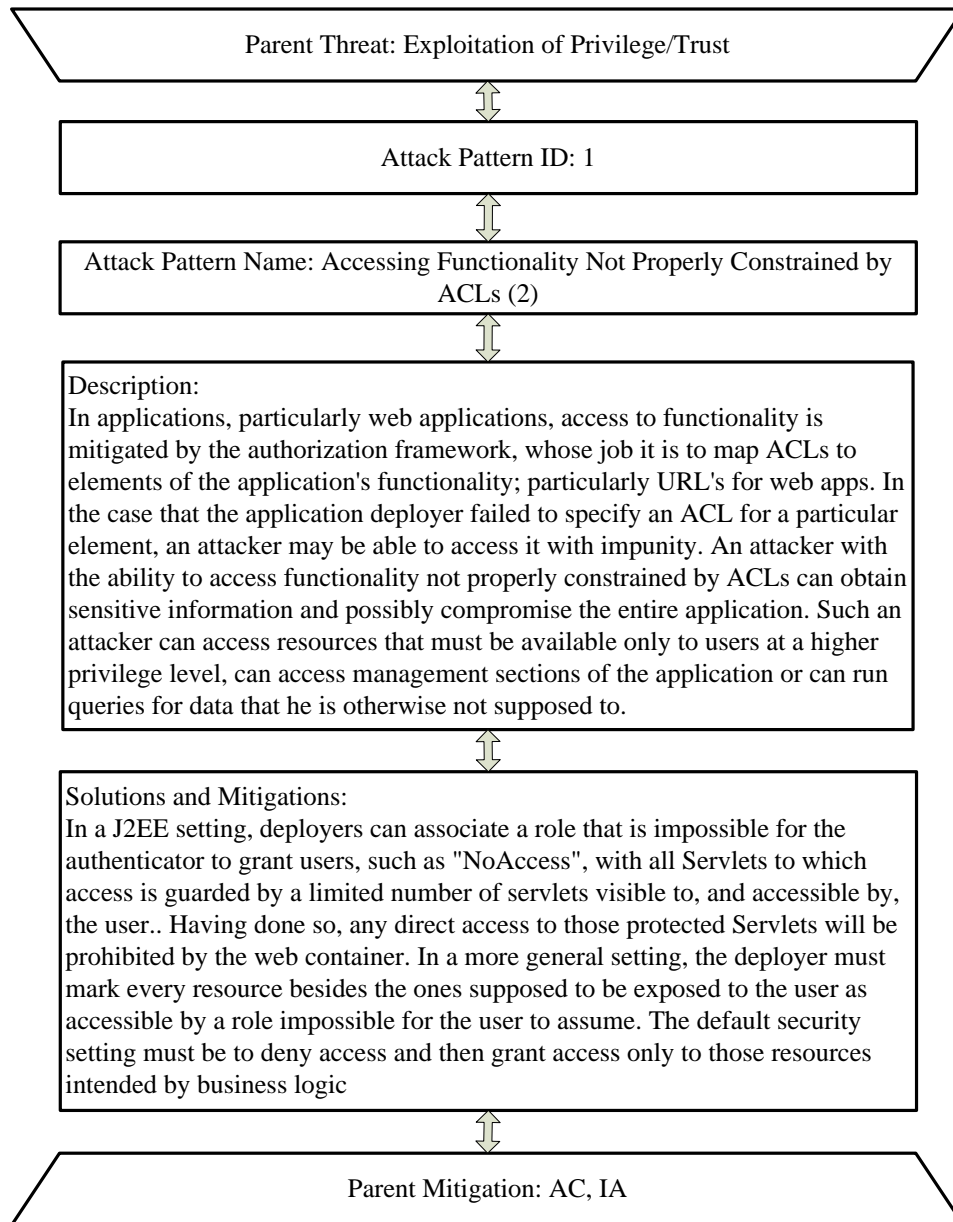 Parent Threat: Exploitation of Privilege/Trust
Attack Pattern ID: 1
Attack Pattern Name: Accessing Functionality Not Properly Constrained by
ACLs (2)
Description:
In applications, particularly web applications, access to functionality is
mitigated by the authorization framework, whose job it is to map ACLs to
elements of the application's functionality; particularly URL's for web apps. In
the case that the application deployer failed to specify an ACL for a particular
element, an attacker may be able to access it with impunity. An attacker with
the ability to access functionality not properly constrained by ACLs can obtain
sensitive information and possibly compromise the entire application. Such an
attacker can access resources that must be available only to users at a higher
privilege level, can access management sections of the application or can run
queries for data that he is otherwise not supposed to.
Solutions and Mitigations:
In a J2EE setting, deployers can associate a role that is impossible for the
authenticator to grant users, such as "NoAccess", with all Servlets to which
access is guarded by a limited number of servlets visible to, and accessible by,
the user.. Having done so, any direct access to those protected Servlets will be
prohibited by the web container. In a more general setting, the deployer must
mark every resource besides the ones supposed to be exposed to the user as
accessible by a role impossible for the user to assume. The default security
setting must be to deny access and then grant access only to those resources
intended by business logic
Parent Mitigation: AC, IA